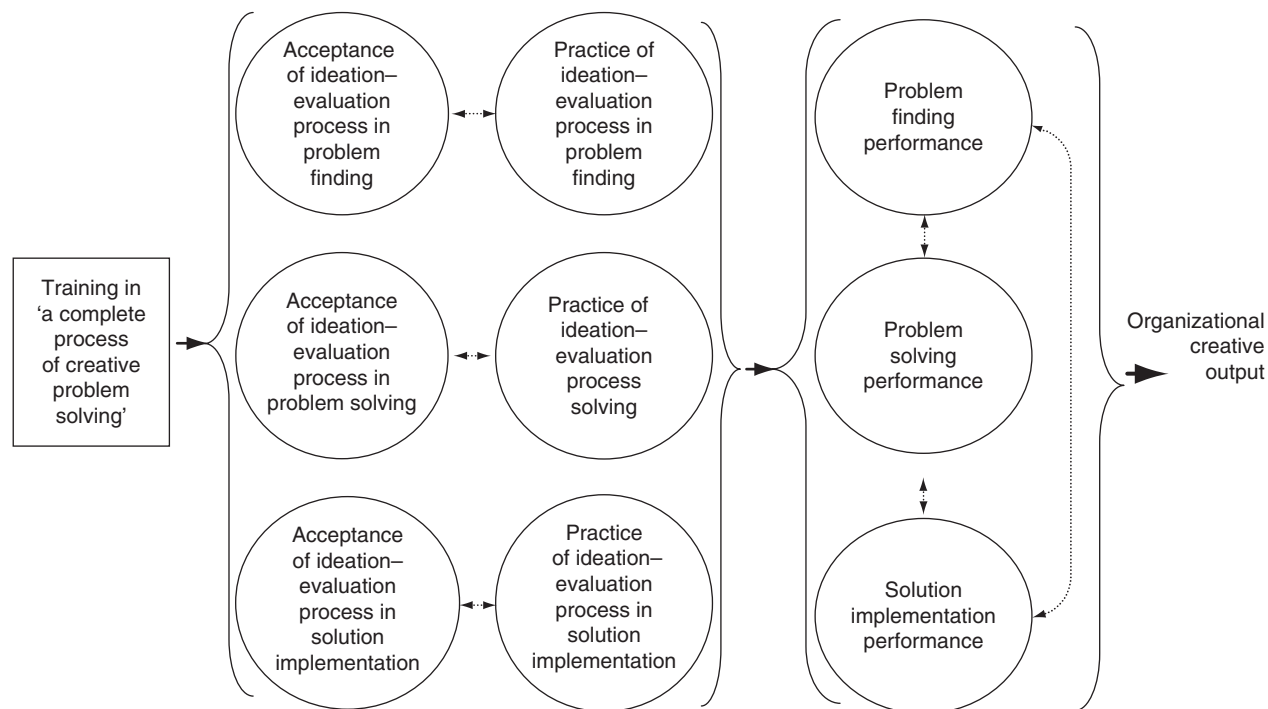 Training in
‘a complete
process
of creative
problem
solving’
Acceptance
of ideation–
evaluation
process in
problem
finding
Practice of
ideation–
evaluation
process in
problem
finding
Acceptance
of ideation–
evaluation
process in
problem solving
Practice of
ideation–
evaluation
process
solving
Acceptance
of ideation–
evaluation
process in
solution
implementation
Practice
of ideation–
evaluation
process in
solution
implementation
Problem
finding
performance
Problem
solving
performance
Solution
implementation
performance
Organizational
creative
output